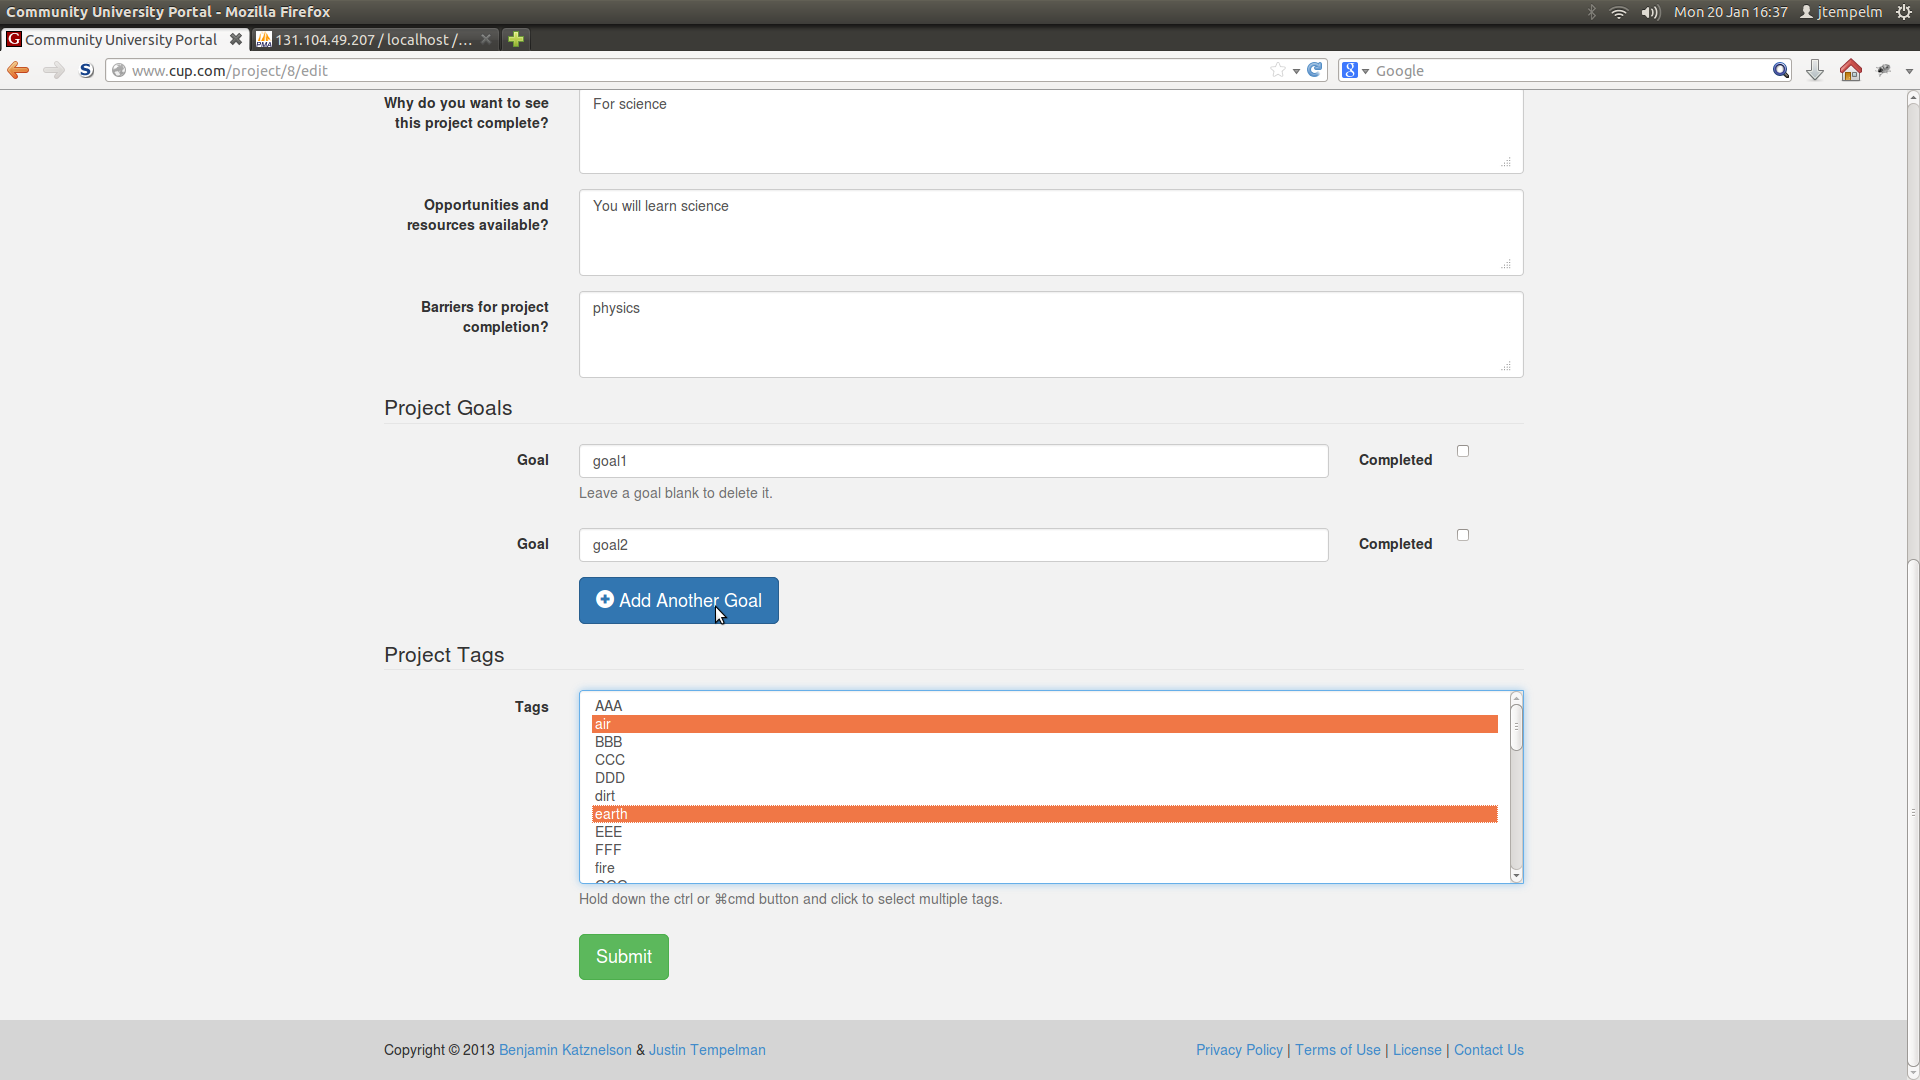 Community University Portal - Mozilla Firefox
Mon 20 Jan 16:37 jtempelm
Community University Portal
131.104.49.207 / localhost /...
www.cup.com/project/8/edit
Google
Why do you want to see this project complete?
For science
Opportunities and resources available?
You will learn science
Barriers for project completion?
physics
Project Goals
Goal goal1 Completed
Leave a goal blank to delete it.
Goal goal2 Completed
Add Another Goal
Project Tags
Tags
AAA
air
BBB
CCC
DDD
dirt
earth
EEE
FFF
fire
Hold down the ctrl or ⌘cmd button and click to select multiple tags.
Submit
Copyright © 2013 Benjamin Katznelson & Justin Tempelman
Privacy Policy | Terms of Use | License | Contact Us